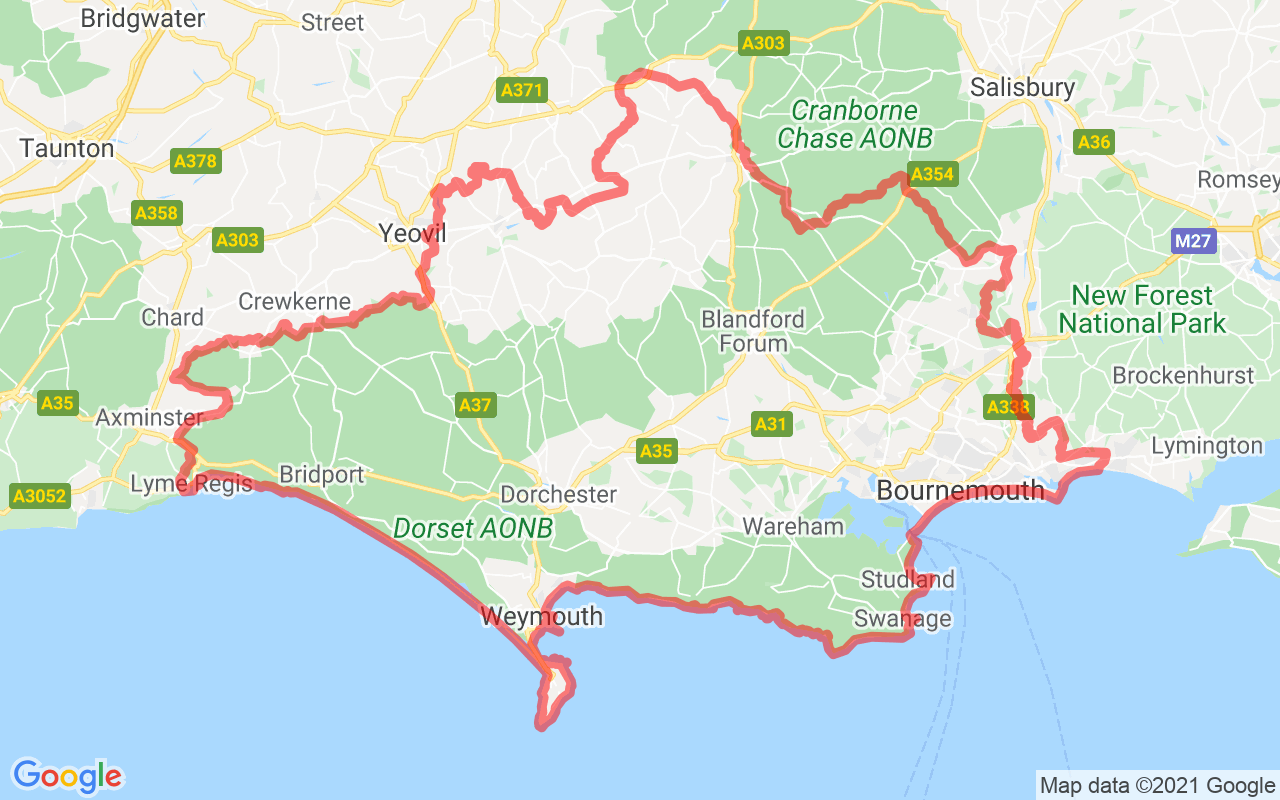 Bridgwater
Street
A303
A371
Salisbury
Cranborne
Chase AONB
Taunton
A378
A36
A354
Romsey
A358
Yeovil
A303
M27
Crewkerne
Chard
New Forest
National Park
Blandford
Forum
Brockenhurst
A35
A37
A338
Axminster
A31
Lymington
A35
Bridport
Lyme Regis
A3052
Dorchester
Bournemouth
Dorset AONB
Wareham
Studland
Weymouth
Swanage
Google
Map data ©2021 Google